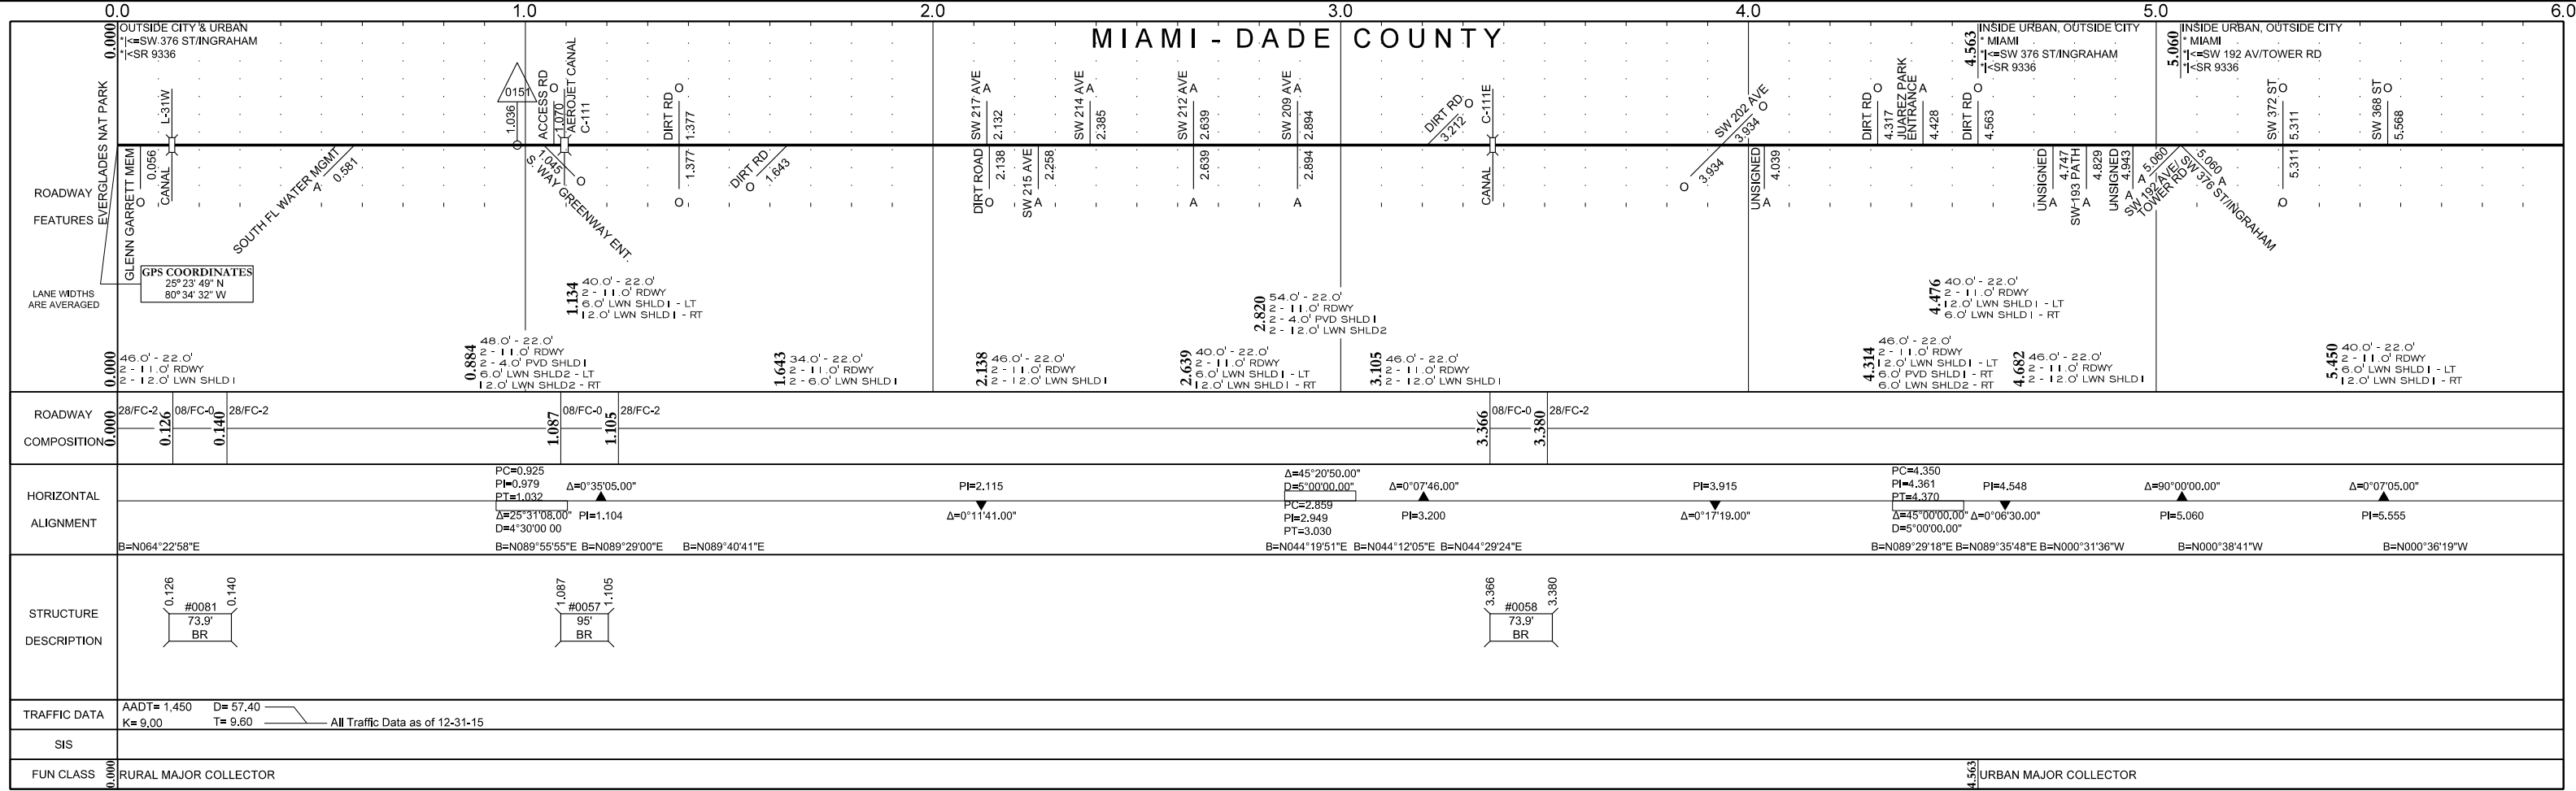 0.0 1.0 2.0 3.0 4.0 5.0 6.0
MIAMI - DADE COUNTY
0.000
OUTSIDE CITY & URBAN
*|<=SW 376 ST/INGRAHAM
*|<SR 9336
4.563
INSIDE URBAN, OUTSIDE CITY
* MIAMI
*|<=SW 376 ST/INGRAHAM
*|<SR 9336
5.060
INSIDE URBAN, OUTSIDE CITY
* MIAMI
*|<=SW 192 AV/TOWER RD
*|<SR 9336
ROADWAY
FEATURES
LANE WIDTHS
ARE AVERAGED
EVERGLADES NAT PARK
GLENN GARRETT MEM
0.056
O
L-31W
CANAL
SOUTH FL WATER MGMT
A
0.581
0151
1.036
O
ACCESS RD
O
1.070
AEROJET CANAL
C-111
1.045
O
S. WAY GREENWAY ENT.
DIRT RD
O
1.377
1.377
O
DIRT RD
O
1.643
SW 217 AVE
A
2.132
DIRT ROAD
O
2.138
SW 215 AVE
A
2.258
SW 214 AVE
A
2.385
SW 212 AVE
A
2.639
2.639
A
SW 209 AVE
A
2.894
2.894
A
DIRT RD
O
3.212
C-111E
CANAL
SW 202 AVE
O
3.934
3.934
O
UNSIGNED
A
4.039
DIRT RD
O
4.317
JUAREZ PARK
ENTRANCE
A
4.428
DIRT RD
O
4.563
UNSIGNED
A
4.747
SW 193 PATH
A
4.829
UNSIGNED
A
4.943
A
5.060
SW 192 AVE/
TOWER RD
5.060
A
SW 376 ST/INGRAHAM
SW 372 ST
O
5.311
5.311
O
SW 368 ST
O
5.568
GPS COORDINATES
25° 23' 49" N
80° 34' 32" W
0.000
46.0' - 22.0'
2 - 11.0' RDWY
2 - 12.0' LWN SHLD1
0.884
48.0' - 22.0'
2 - 11.0' RDWY
2 - 4.0' PVD SHLD1
6.0' LWN SHLD2 - LT
12.0' LWN SHLD2 - RT
1.134
40.0' - 22.0'
2 - 11.0' RDWY
6.0' LWN SHLD1 - LT
12.0' LWN SHLD1 - RT
1.643
34.0' - 22.0'
2 - 11.0' RDWY
2 - 6.0' LWN SHLD1
2.138
46.0' - 22.0'
2 - 11.0' RDWY
2 - 12.0' LWN SHLD1
2.639
40.0' - 22.0'
2 - 11.0' RDWY
6.0' LWN SHLD1 - LT
12.0' LWN SHLD1 - RT
2.820
54.0' - 22.0'
2 - 11.0' RDWY
2 - 4.0' PVD SHLD1
2 - 12.0' LWN SHLD2
3.105
46.0' - 22.0'
2 - 11.0' RDWY
2 - 12.0' LWN SHLD1
4.314
46.0' - 22.0'
2 - 11.0' RDWY
12.0' LWN SHLD1 - LT
6.0' PVD SHLD1 - RT
6.0' LWN SHLD2 - RT
4.476
40.0' - 22.0'
2 - 11.0' RDWY
12.0' LWN SHLD1 - LT
6.0' LWN SHLD1 - RT
4.682
46.0' - 22.0'
2 - 11.0' RDWY
2 - 12.0' LWN SHLD1
5.450
40.0' - 22.0'
2 - 11.0' RDWY
6.0' LWN SHLD1 - LT
12.0' LWN SHLD1 - RT
ROADWAY
COMPOSITION
0.000 28/FC-2 0.126 08/FC-0 0.140 28/FC-2 1.087 08/FC-0 1.105 28/FC-2 3.366 08/FC-0 3.380 28/FC-2
HORIZONTAL
ALIGNMENT
PC=0.925
PI=0.979
PT=1.032
Δ=25°31'08.00"
D=4°30'00 00
Δ=0°35'05.00"
PI=1.104
PI=2.115
Δ=0°11'41.00"
Δ=45°20'50.00"
D=5°00'00.00"
PC=2.859
PI=2.949
PT=3.030
Δ=0°07'46.00"
PI=3.200
PI=3.915
Δ=0°17'19.00"
PC=4.350
PI=4.361
PT=4.370
Δ=45°00'00.00"
D=5°00'00.00"
PI=4.548
Δ=0°06'30.00"
Δ=90°00'00.00"
PI=5.060
Δ=0°07'05.00"
PI=5.555
B=N064°22'58"E B=N089°55'55"E B=N089°29'00"E B=N089°40'41"E B=N044°19'51"E B=N044°12'05"E B=N044°29'24"E B=N089°29'18"E B=N089°35'48"E B=N000°31'36"W B=N000°38'41"W B=N000°36'19"W
STRUCTURE
DESCRIPTION
0.126 0.140
#0081
73.9'
BR
1.087 1.105
#0057
95'
BR
3.366 3.380
#0058
73.9'
BR
TRAFFIC DATA
AADT= 1,450 D= 57.40
K= 9.00 T= 9.60 All Traffic Data as of 12-31-15
SIS
FUN CLASS
0.000 RURAL MAJOR COLLECTOR 4.563 URBAN MAJOR COLLECTOR